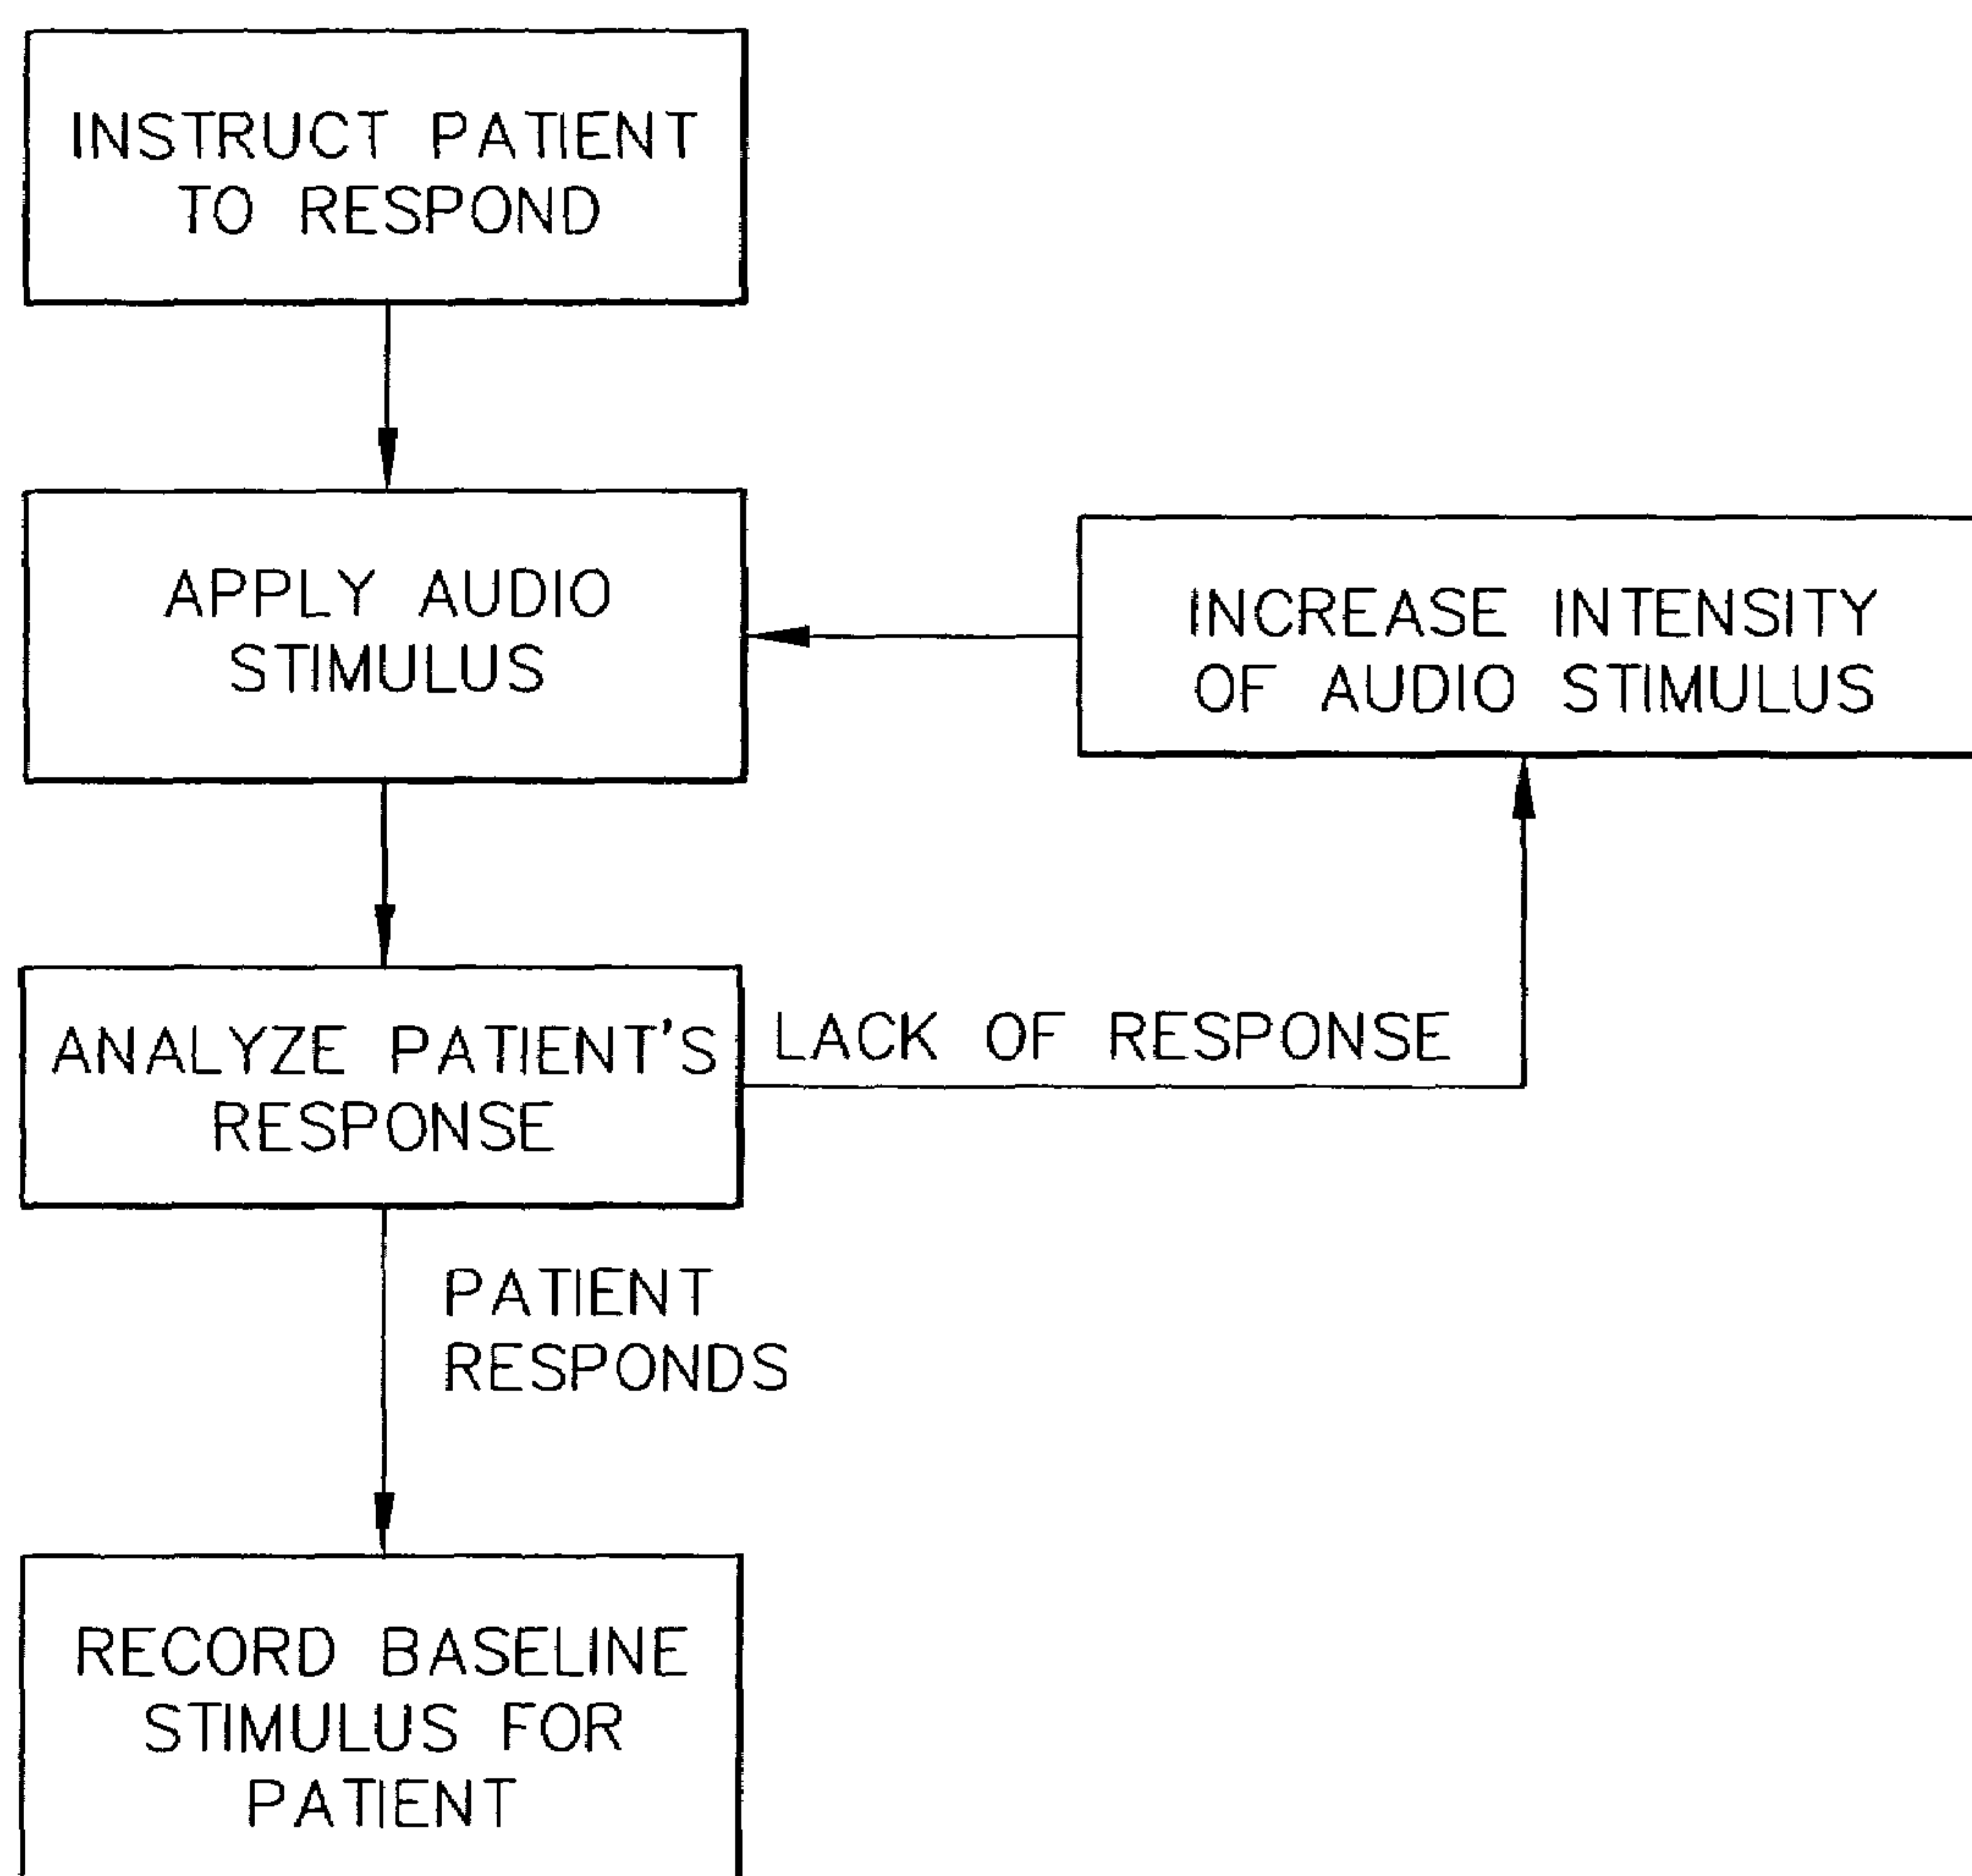 INSTRUCT PATIENT
TO RESPOND
APPLY AUDIO
STIMULUS
INCREASE INTENSITY
OF AUDIO STIMULUS
ANALYZE PATIENT'S
RESPONSE
LACK OF RESPONSE
PATIENT
RESPONDS
RECORD BASELINE
STIMULUS FOR
PATIENT